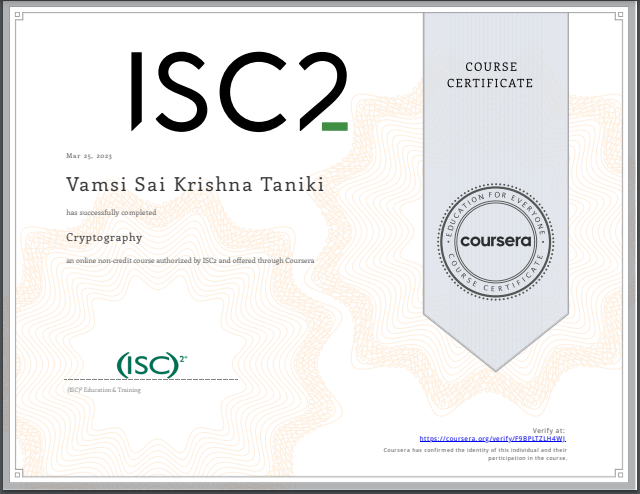 ISC2
COURSE
CERTIFICATE
Mar 25, 2023
Vamsi Sai Krishna Taniki
has successfully completed
Cryptography
an online non-credit course authorized by ISC2 and offered through Coursera
EDUCATION FOR EVERYONE
coursera
COURSE CERTIFICATE
(ISC)²®
(ISC)² Education & Training
Verify at:
https://coursera.org/verify/F9BPLTZLH4WJ
Coursera has confirmed the identity of this individual and their
participation in the course.